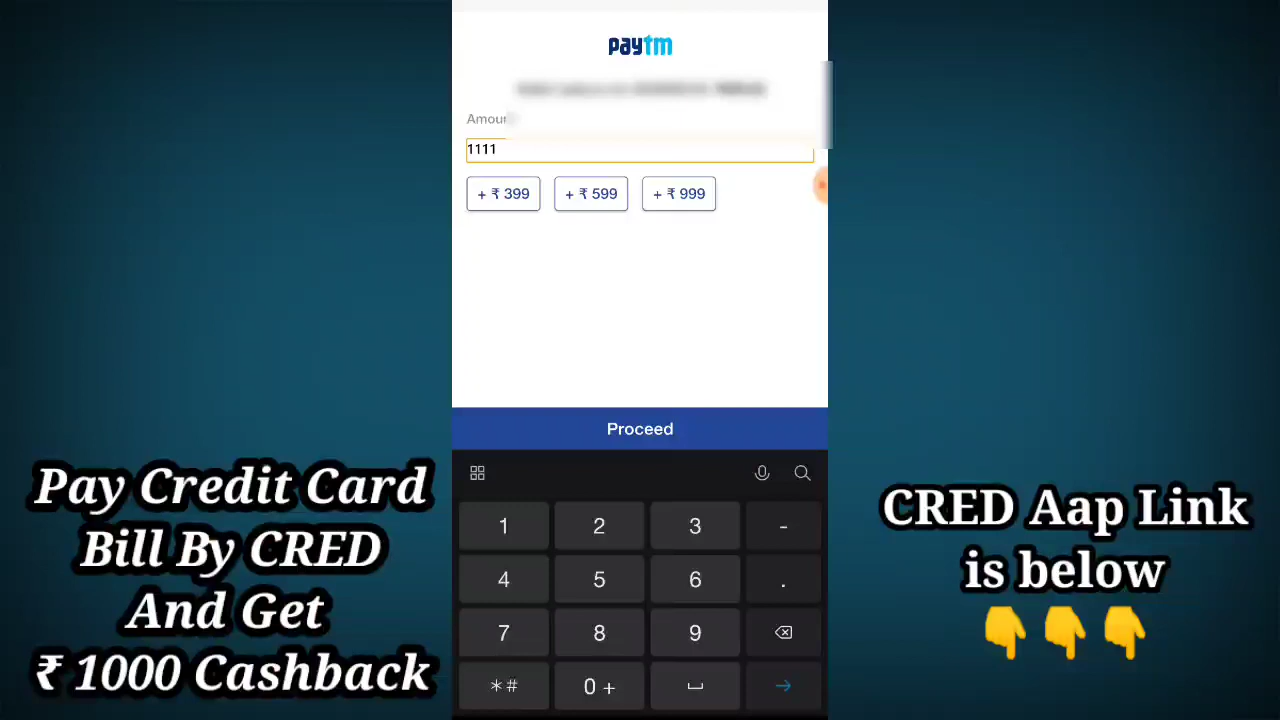 paytm
Amoun
1111
+ ₹ 399
+ ₹ 599
+ ₹ 999
Proceed
1 2 3 -
4 5 6 .
7 8 9
*# 0 +
Pay Credit Card
Bill By CRED
And Get
₹ 1000 Cashback
CRED Aap Link
is below
👇👇👇